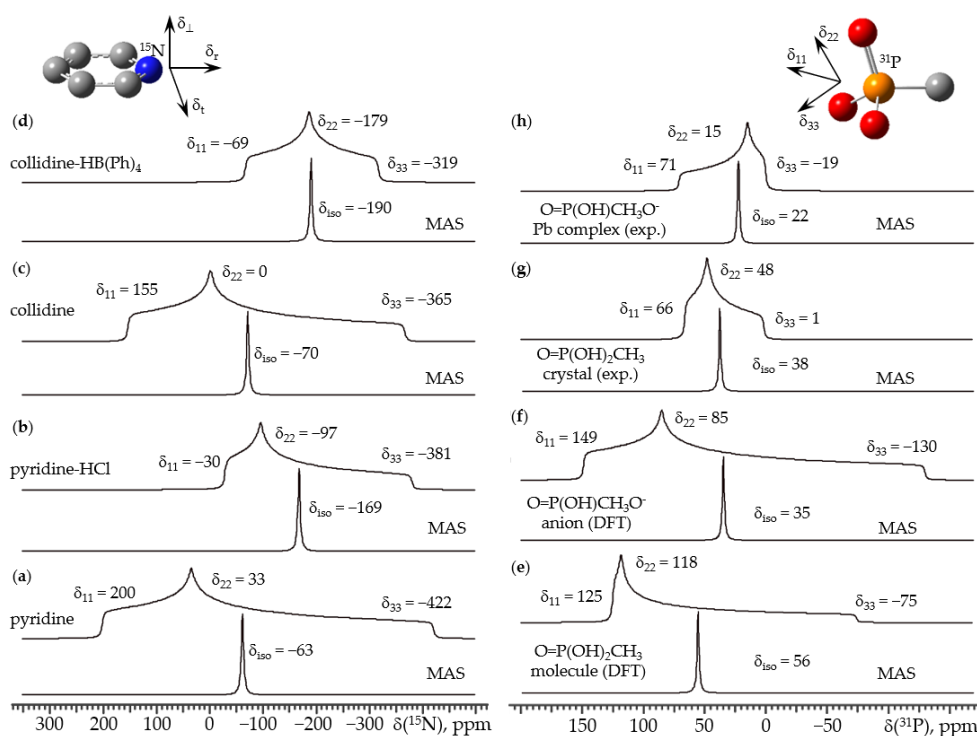 δ⊥
¹⁵N
δr
δt
(d)
δ₂₂ = −179
δ₁₁ = −69
collidine-HB(Ph)₄
δ₃₃ = −319
δiso = −190
MAS
(c)
δ₂₂ = 0
δ₁₁ = 155
δ₃₃ = −365
collidine
δiso = −70
MAS
(b)
δ₂₂ = −97
δ₁₁ = −30
δ₃₃ = −381
pyridine-HCl
δiso = −169
MAS
(a)
δ₂₂ = 33
δ₁₁ = 200
δ₃₃ = −422
pyridine
δiso = −63
MAS
300 200 100 0 −100 −200 −300 δ(¹⁵N), ppm
δ₂₂
³¹P
δ₁₁
δ₃₃
(h)
δ₂₂ = 15
δ₁₁ = 71
δ₃₃ = −19
O=P(OH)CH₃O⁻
Pb complex (exp.)
δiso = 22
MAS
(g)
δ₂₂ = 48
δ₁₁ = 66
δ₃₃ = 1
O=P(OH)₂CH₃
crystal (exp.)
δiso = 38
MAS
(f)
δ₂₂ = 85
δ₁₁ = 149
δ₃₃ = −130
O=P(OH)CH₃O⁻
anion (DFT)
δiso = 35
MAS
(e)
δ₂₂ = 118
δ₁₁ = 125
δ₃₃ = −75
O=P(OH)₂CH₃
molecule (DFT)
δiso = 56
MAS
150 100 50 0 −50 δ(³¹P), ppm